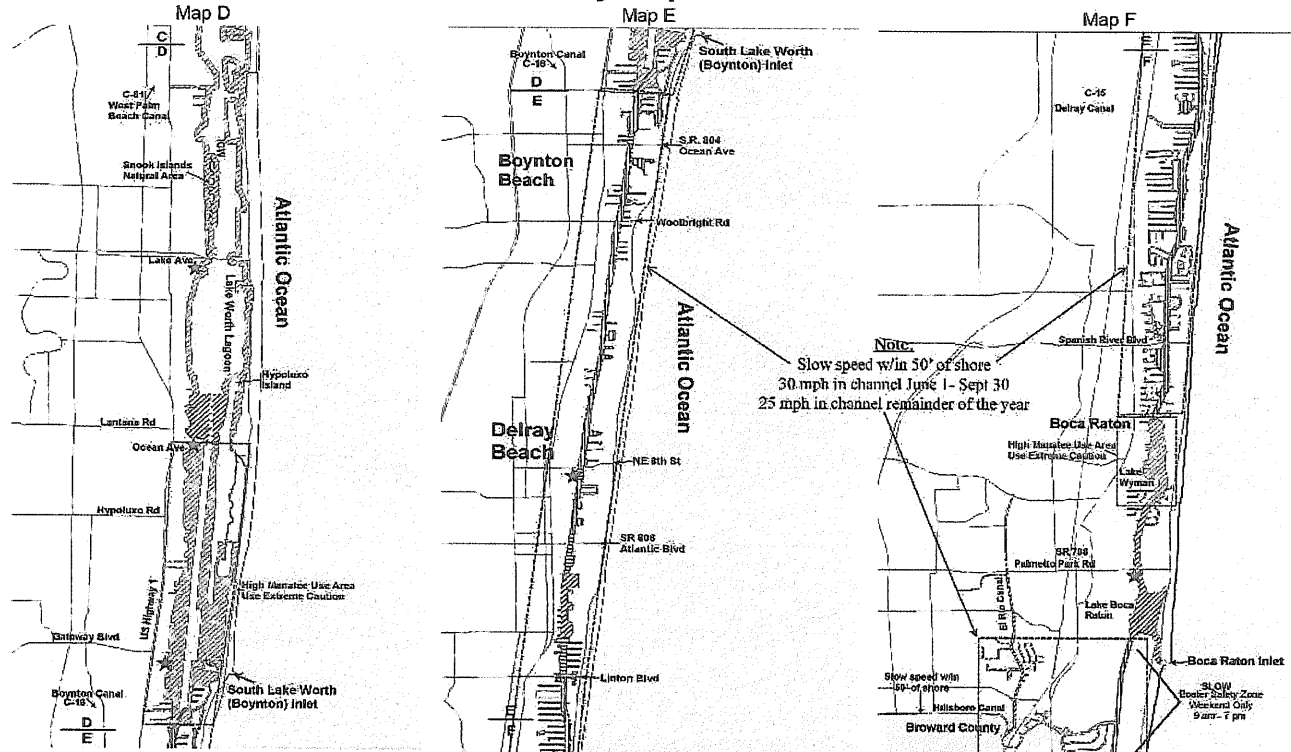 Map D
C
D
C-51
West Palm
Beach Canal
ICW
Snook Islands
Natural Area
Lake Ave
Lake Worth Lagoon
Atlantic Ocean
Hypoluxo
Island
Lantana Rd
Ocean Ave
Hypoluxo Rd
US Highway 1
High Manatee Use Area
Use Extreme Caution
Gateway Blvd
South Lake Worth
(Boynton) Inlet
Boynton Canal
C-16
D
E
Map E
Boynton Canal
C-16
D
E
South Lake Worth
(Boynton) Inlet
S.R. 804
Ocean Ave
Boynton
Beach
Woolbright Rd
Atlantic Ocean
Delray
Beach
NE 8th St
SR 806
Atlantic Blvd
Linton Blvd
E
F
Note:
Slow speed w/in 50' of shore
30 mph in channel June 1- Sept 30
25 mph in channel remainder of the year
Map F
E
F
C-15
Delray Canal
Atlantic Ocean
Spanish River Blvd
Boca Raton
High Manatee Use Area
Use Extreme Caution
Lake
Wyman
SR 798
Palmetto Park Rd
El Rio Canal
Lake Boca
Raton
Boca Raton Inlet
Slow speed w/in
50' of shore
Hillsboro Canal
Broward County
SLOW
Boater Safety Zone
Weekend Only
9 am - 7 pm